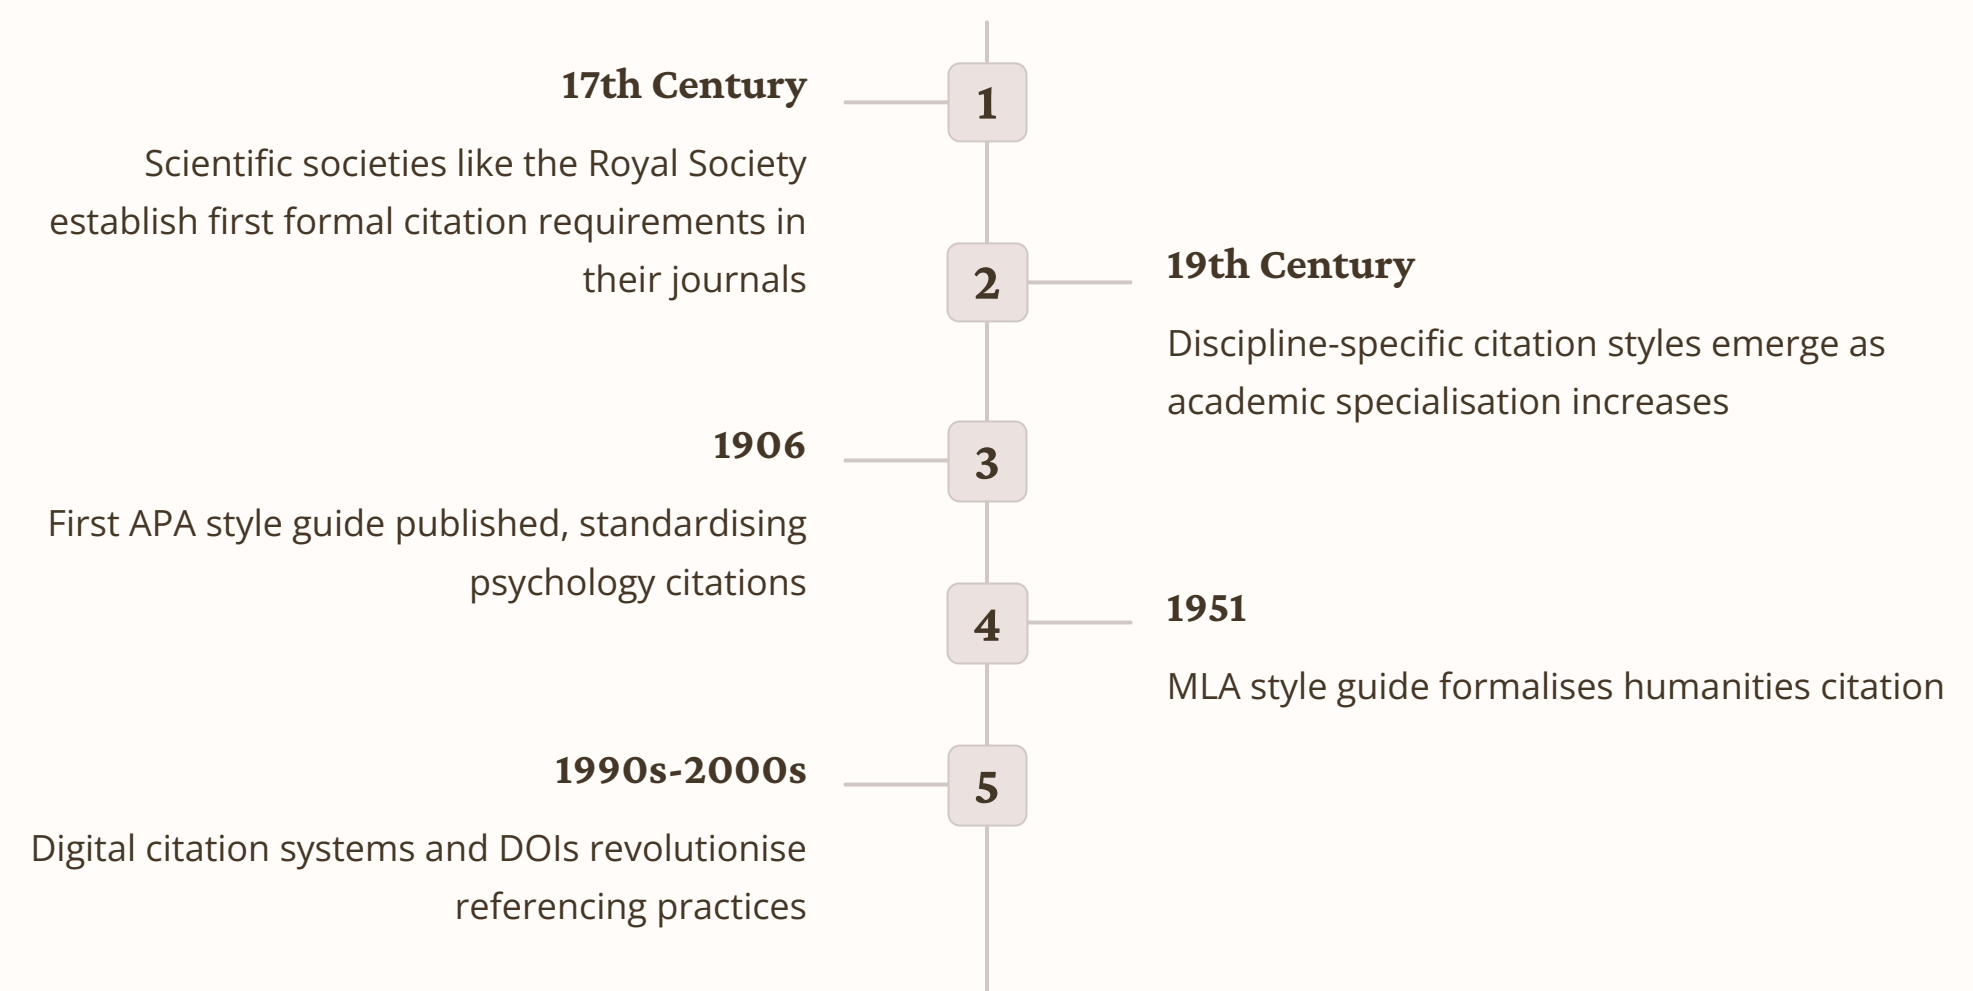 17th Century
1
Scientific societies like the Royal Society
establish first formal citation requirements in
their journals
2
19th Century
Discipline-specific citation styles emerge as
academic specialisation increases
1906
3
First APA style guide published, standardising
psychology citations
4
1951
MLA style guide formalises humanities citation
1990s-2000s
5
Digital citation systems and DOIs revolutionise
referencing practices